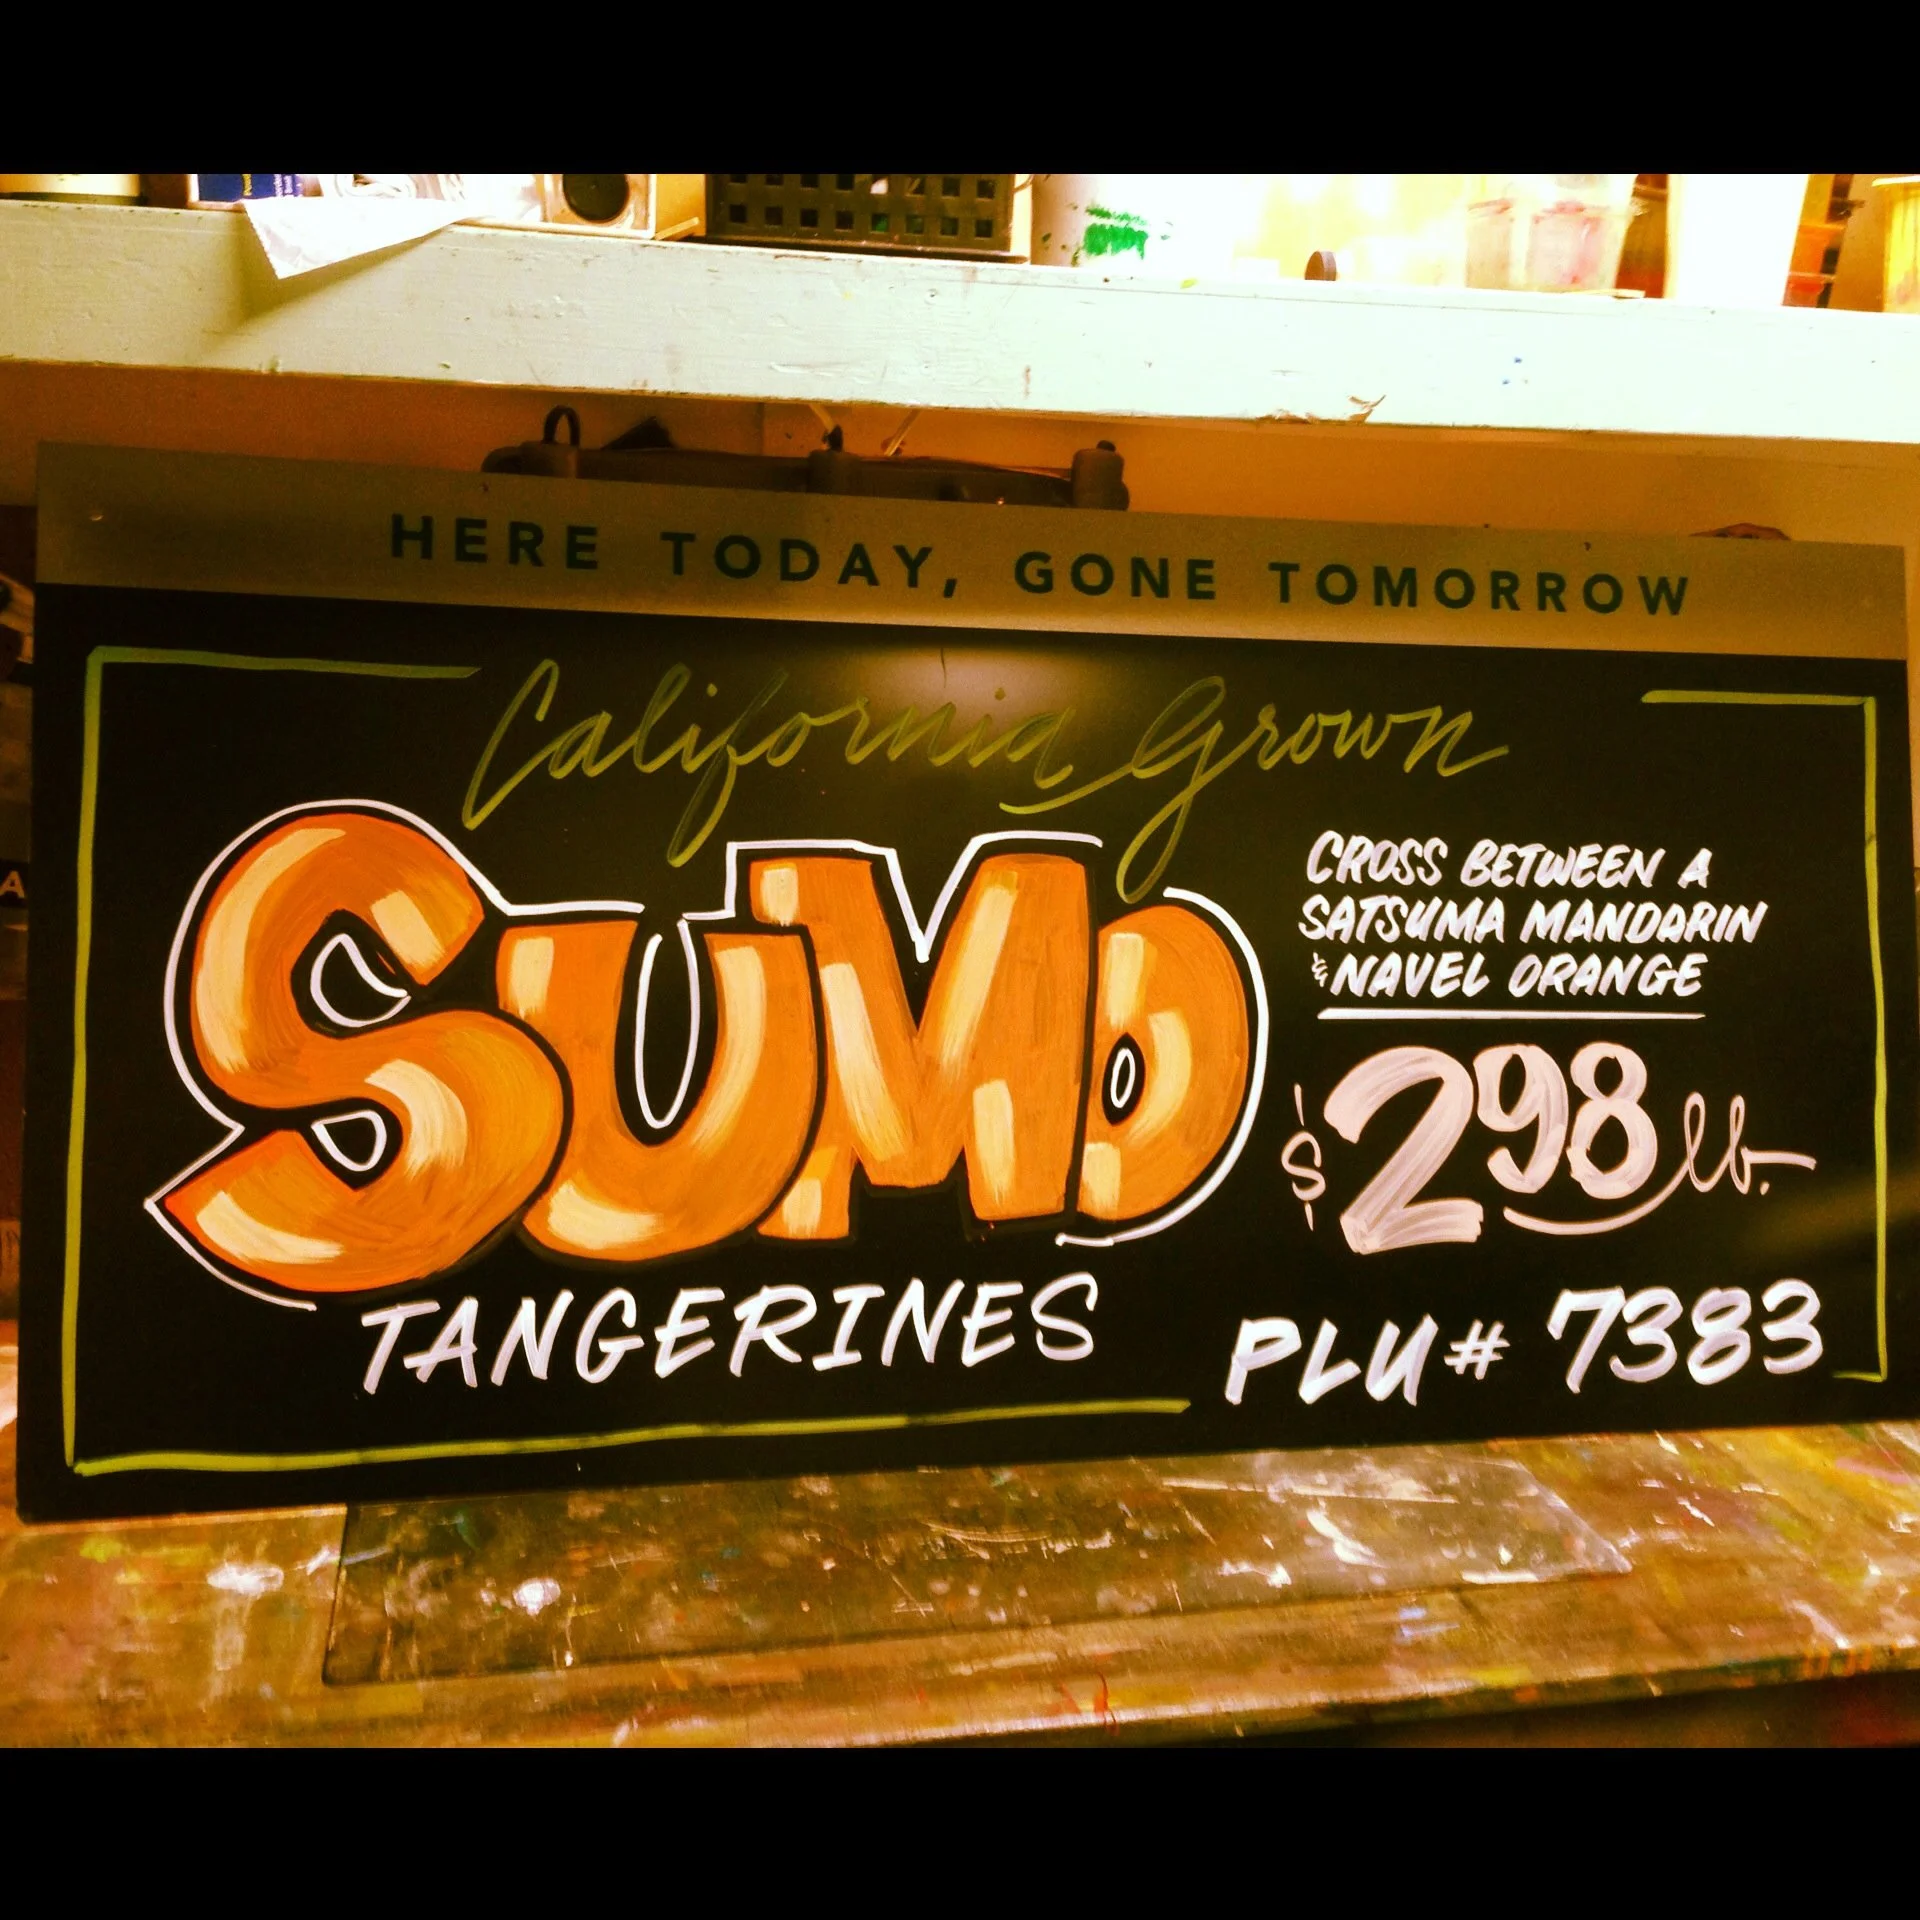 HERE TODAY, GONE TOMORROW
California Grown
SUMO
TANGERINES
CROSS BETWEEN A
SATSUMA MANDARIN
& NAVEL ORANGE
$298 lb.
PLU# 7383